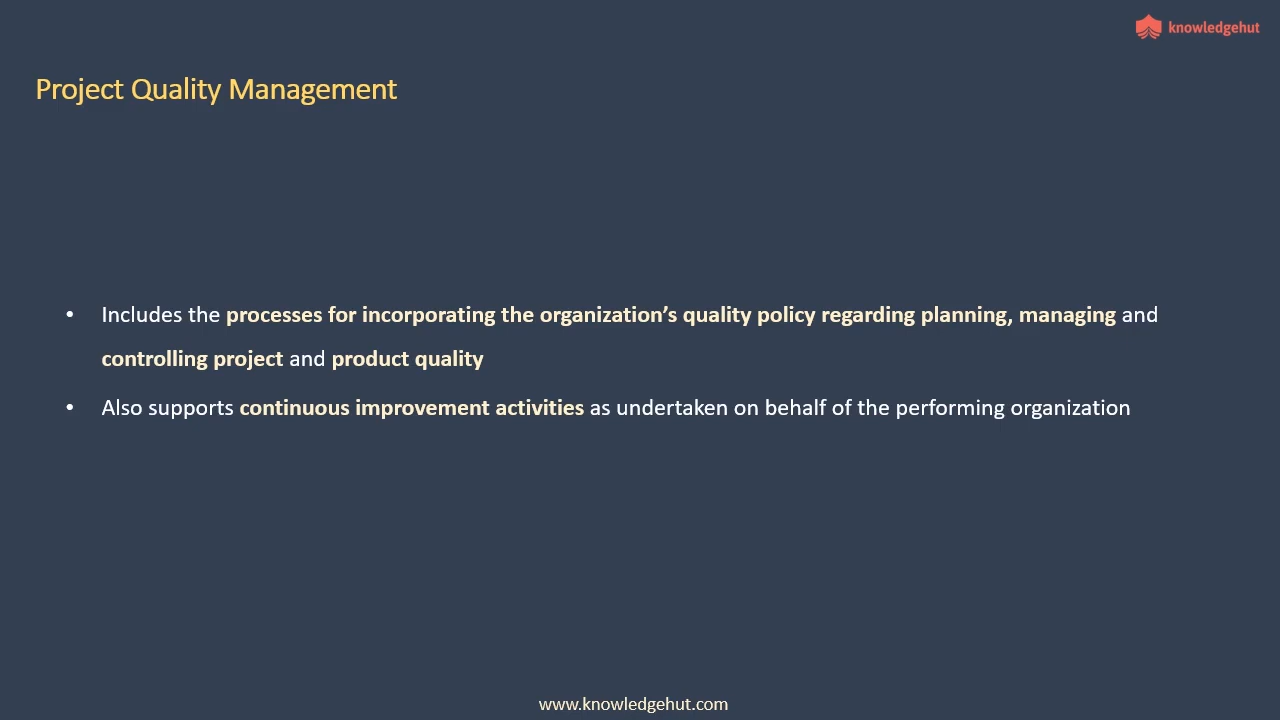 knowledgehut
Project Quality Management
• Includes the processes for incorporating the organization’s quality policy regarding planning, managing and
controlling project and product quality
• Also supports continuous improvement activities as undertaken on behalf of the performing organization
www.knowledgehut.com